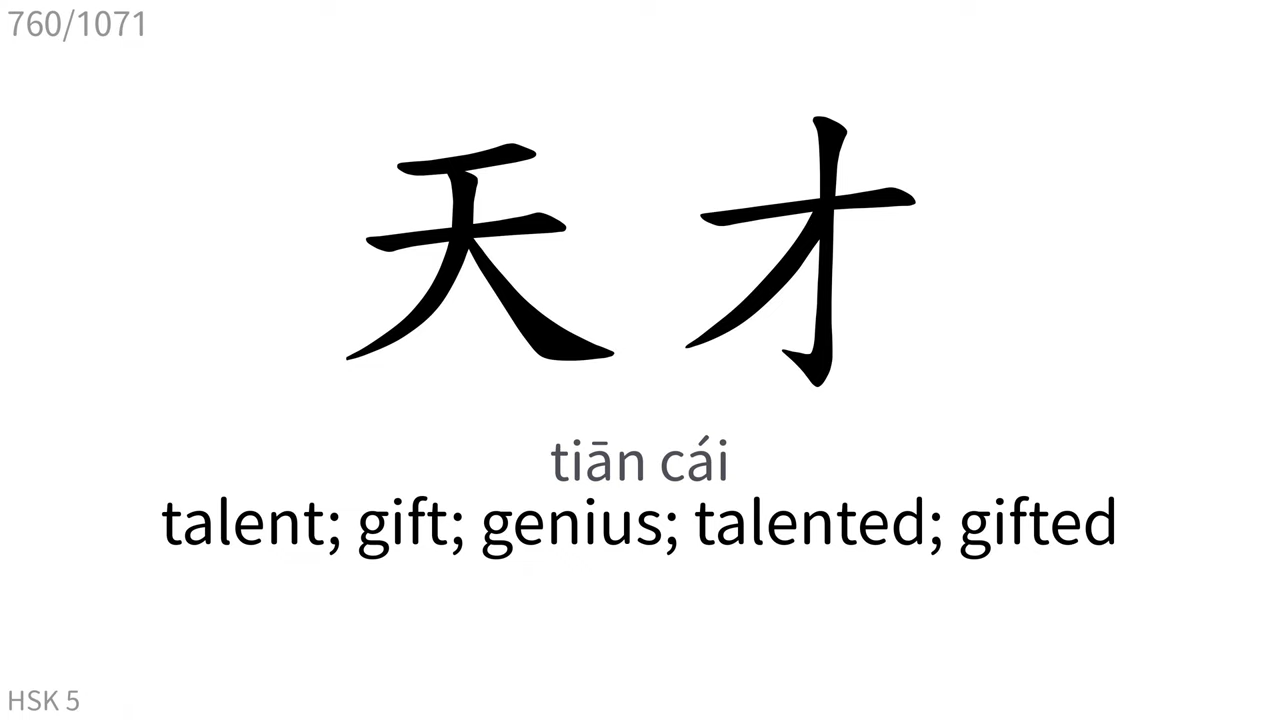 760/1071
天才
tiān cái
talent; gift; genius; talented; gifted
HSK 5